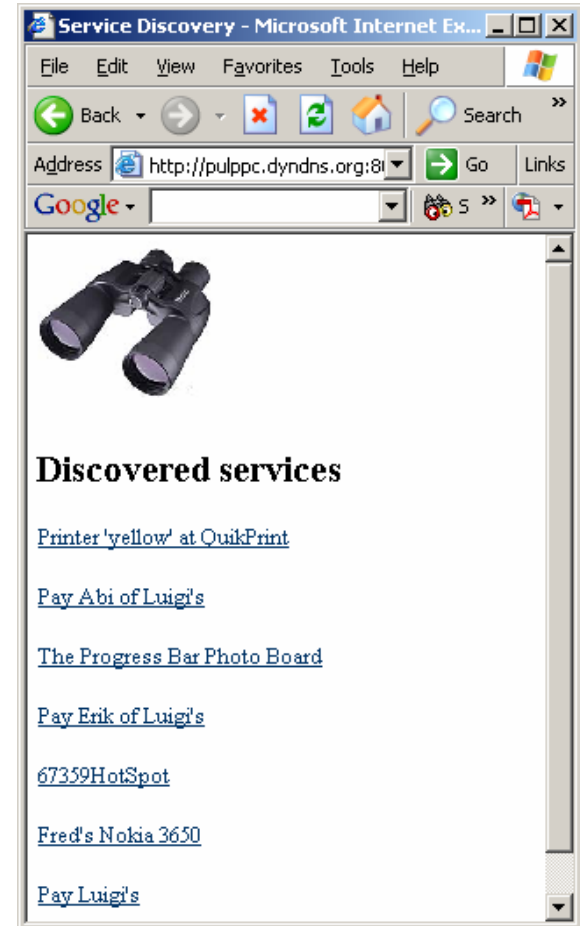 Service Discovery - Microsoft Internet Ex...
File Edit View Favorites Tools Help
Back Search »
Address http://pulppc.dyndns.org:8 Go Links
Google S »
Discovered services
Printer 'yellow' at QuikPrint
Pay Abi of Luigi's
The Progress Bar Photo Board
Pay Erik of Luigi's
67359HotSpot
Fred's Nokia 3650
Pay Luigi's